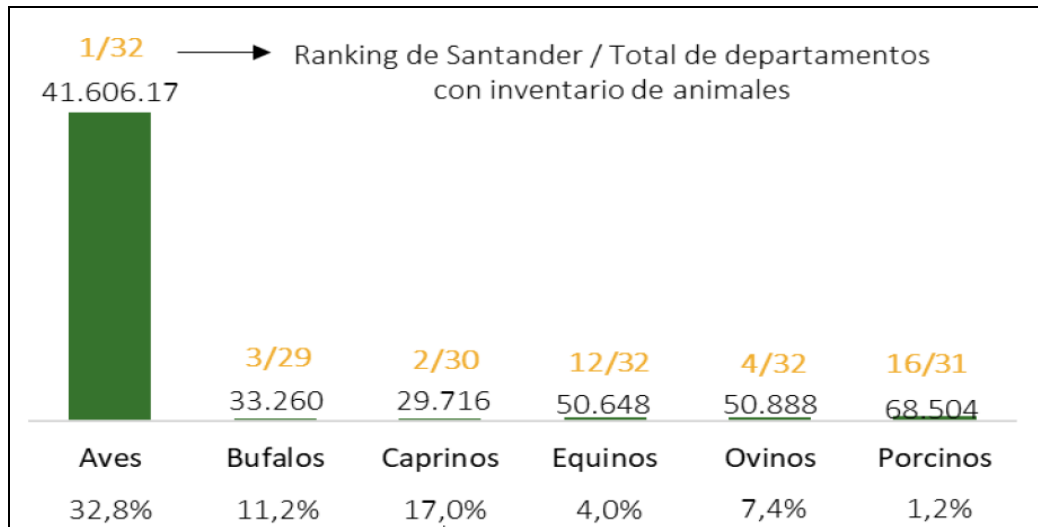 1/32
Ranking de Santander / Total de departamentos
con inventario de animales
41.606.17
3/29 2/30 12/32 4/32 16/31
33.260 29.716 50.648 50.888 68.504
Aves Bufalos Caprinos Equinos Ovinos Porcinos
32,8% 11,2% 17,0% 4,0% 7,4% 1,2%